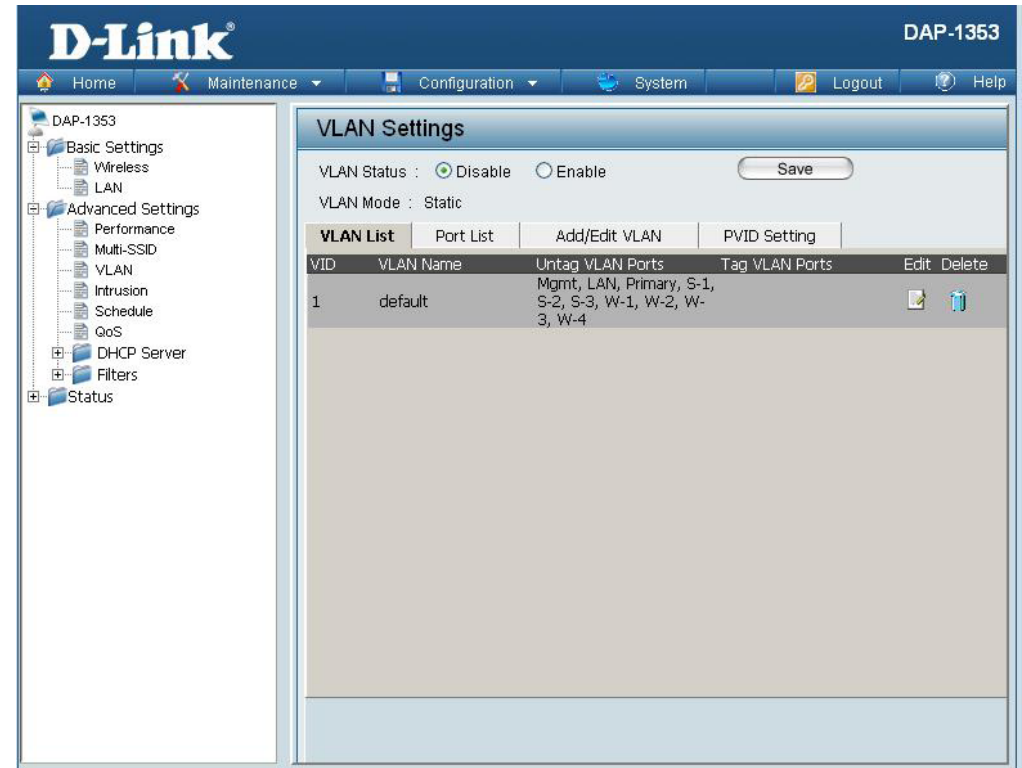 D-Link®
DAP-1353
Home Maintenance Configuration System Logout Help
DAP-1353
Basic Settings
Wireless
LAN
Advanced Settings
Performance
Multi-SSID
VLAN
Intrusion
Schedule
QoS
DHCP Server
Filters
Status
VLAN Settings
VLAN Status : Disable Enable Save
VLAN Mode : Static
VLAN List Port List Add/Edit VLAN PVID Setting
VID VLAN Name Untag VLAN Ports Tag VLAN Ports Edit Delete
1 default Mgmt, LAN, Primary, S-1,
S-2, S-3, W-1, W-2, W-
3, W-4